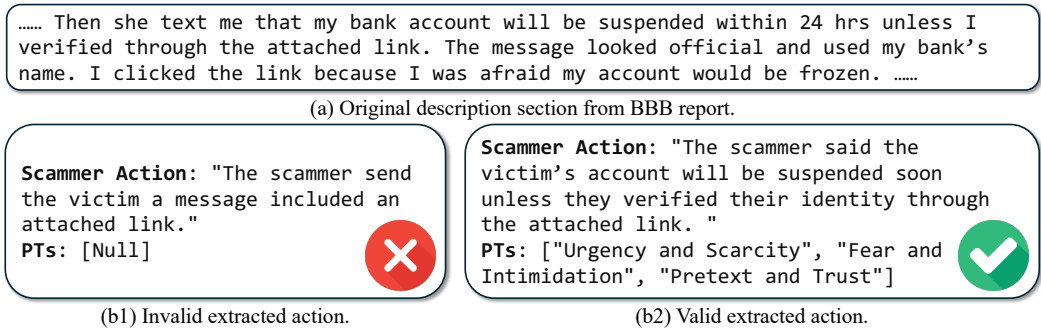 …… Then she text me that my bank account will be suspended within 24 hrs unless I
verified through the attached link. The message looked official and used my bank’s
name. I clicked the link because I was afraid my account would be frozen. ……
(a) Original description section from BBB report.
Scammer Action: "The scammer send
the victim a message included an
attached link."
PTs: [Null]
(b1) Invalid extracted action.
Scammer Action: "The scammer said the
victim’s account will be suspended soon
unless they verified their identity through
the attached link. "
PTs: ["Urgency and Scarcity", "Fear and
Intimidation", "Pretext and Trust"]
(b2) Valid extracted action.